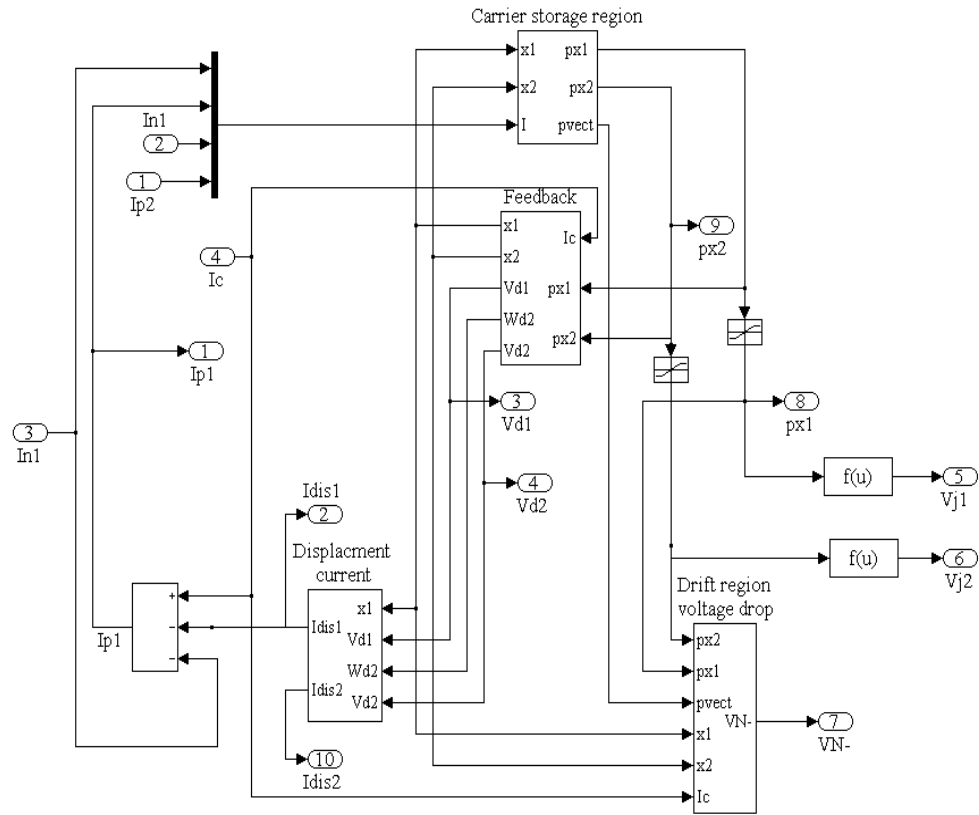 Carrier storage region
x1
px1
x2
px2
I
pvect
In1
2
1
Ip2
Feedback
x1
Ic
x2
Vd1
px1
Wd2
px2
Vd2
9
px2
4
Ic
1
Ip1
3
Vd1
8
px1
3
In1
f(u)
5
Vj1
4
Vd2
Idis1
2
f(u)
6
Vj2
Displacment
current
x1
Idis1
Vd1
Wd2
Idis2
Vd2
+
-
-
Ip1
Drift region
voltage drop
px2
px1
pvect
VN-
x1
x2
Ic
7
VN-
10
Idis2